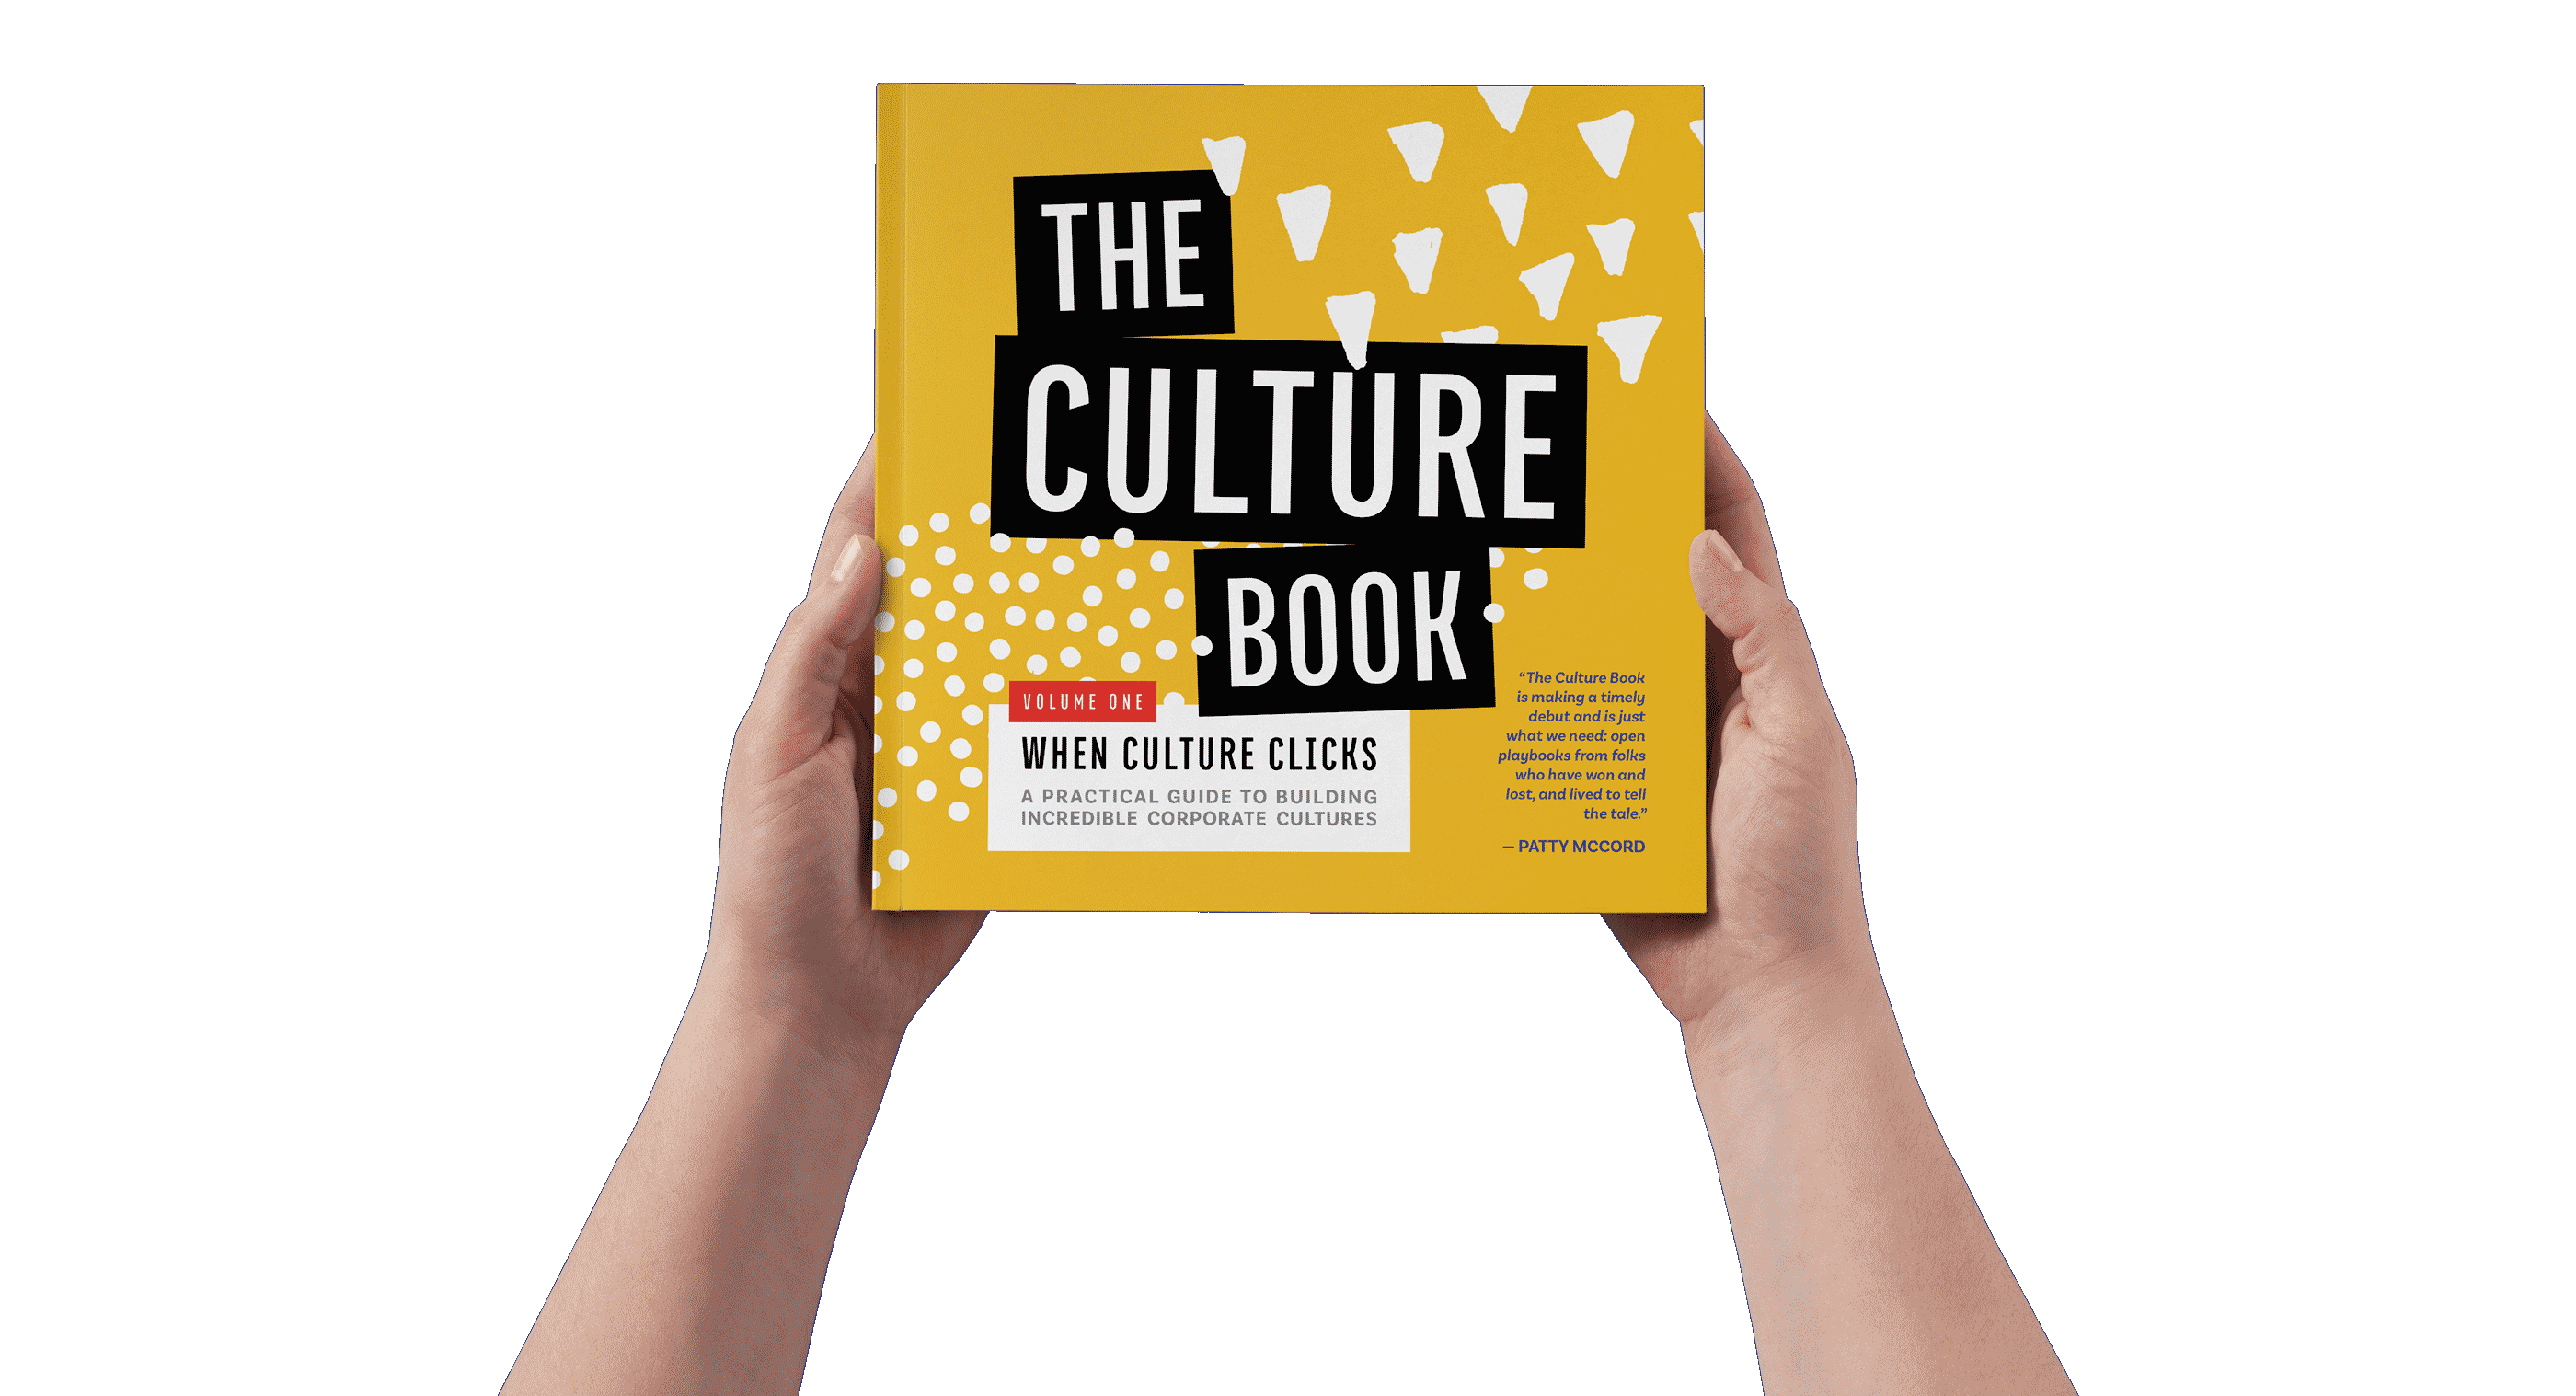 THE
CULTURE
BOOK
VOLUME ONE
WHEN CULTURE CLICKS
A PRACTICAL GUIDE TO BUILDING
INCREDIBLE CORPORATE CULTURES
“The Culture Book
is making a timely
debut and is just
what we need: open
playbooks from folks
who have won and
lost, and lived to tell
the tale.”
– PATTY MCCORD